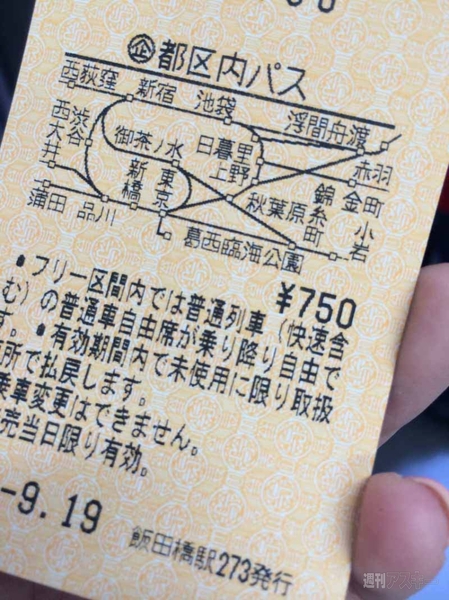 ㊭都区内パス
西荻窪 新宿 池袋 浮間舟渡
西大井 渋谷 御茶ノ水 日暮里 上野 赤羽
新橋 東京 秋葉原 錦糸町 金町 小岩
蒲田 品川 葛西臨海公園
¥750
●フリー区間内では普通列車(快速含
む)の普通車自由席が乗り降り自由で
す。●有効期間内で未使用に限り取扱
所で払戻します。
乗車変更はできません。
売当日限り有効。
-9.19
飯田橋駅273発行
週刊アスキー